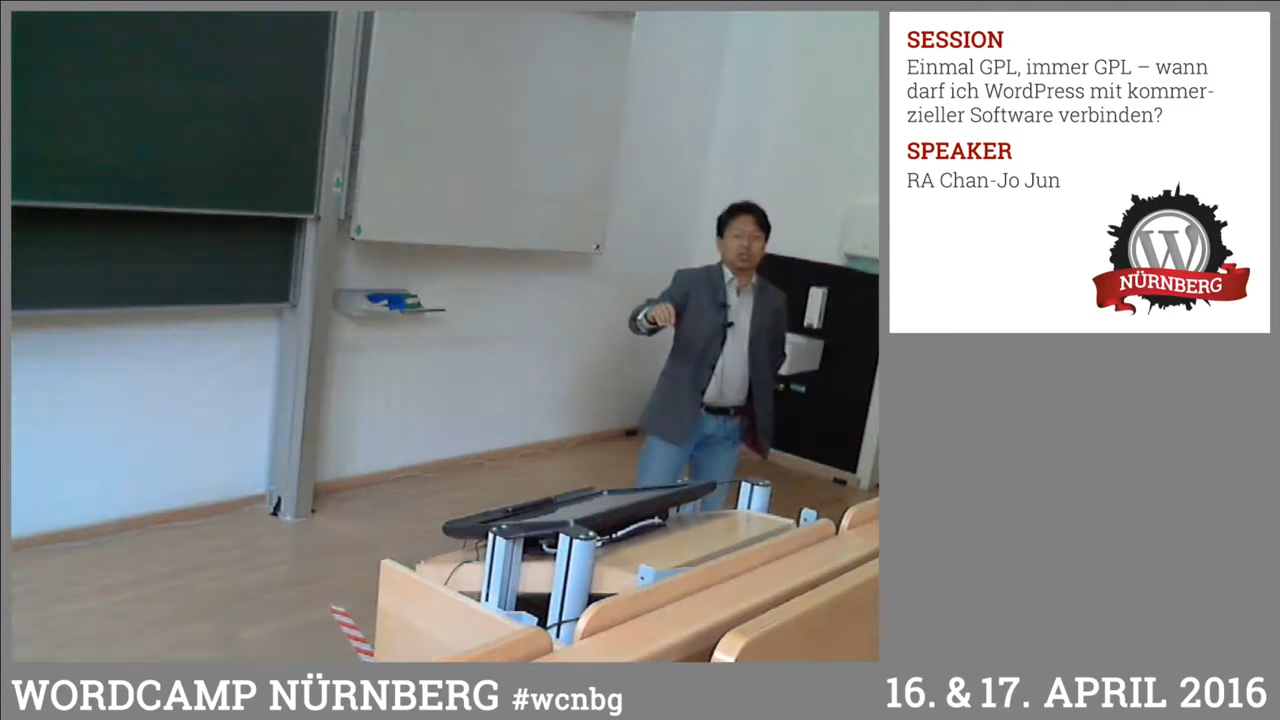 SESSION
Einmal GPL, immer GPL – wann
darf ich WordPress mit kommer-
zieller Software verbinden?
SPEAKER
RA Chan-Jo Jun
W
NÜRNBERG
WORDCAMP NÜRNBERG #wcnbg
16. & 17. APRIL 2016